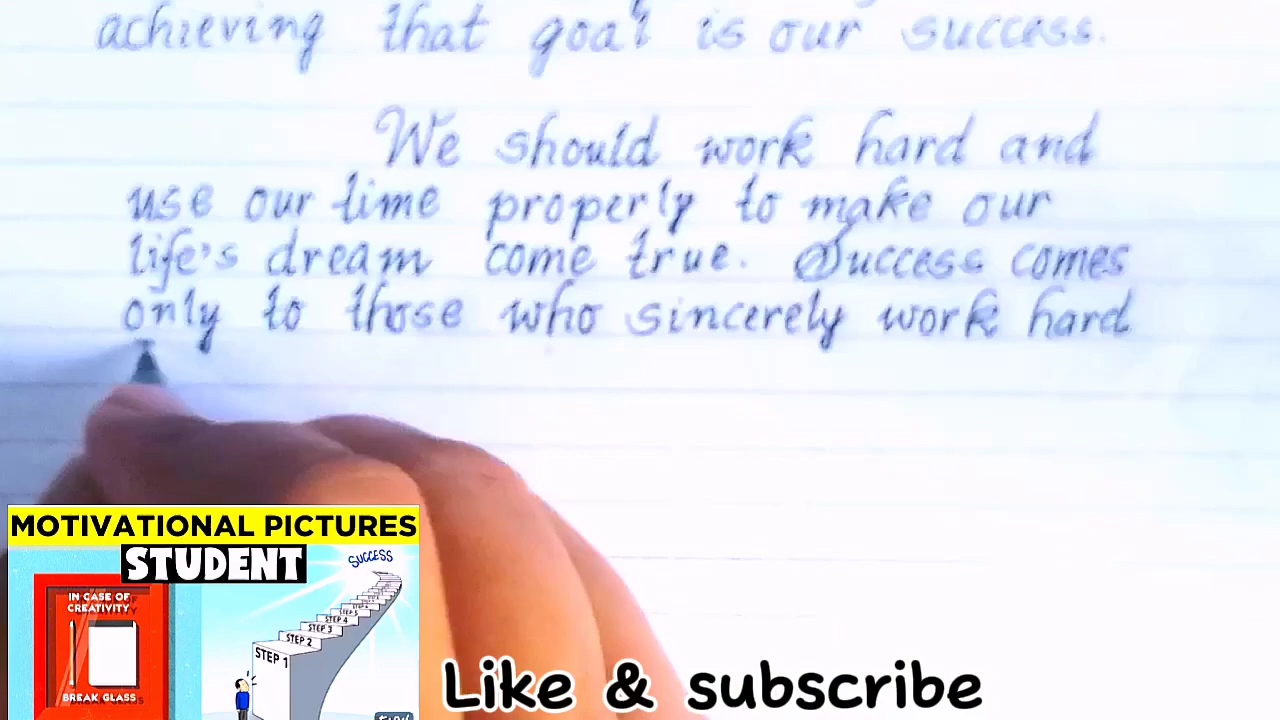 achieving that goal is our success.
We should work hard and
use our time properly to make our
life's dream come true. Success comes
only to those who sincerely work hard
MOTIVATIONAL PICTURES
STUDENT
IN CASE OF
CREATIVITY
BREAK GLASS
SUCCESS
STEP 5
STEP 4
STEP 3
STEP 2
STEP 1
Like & subscribe